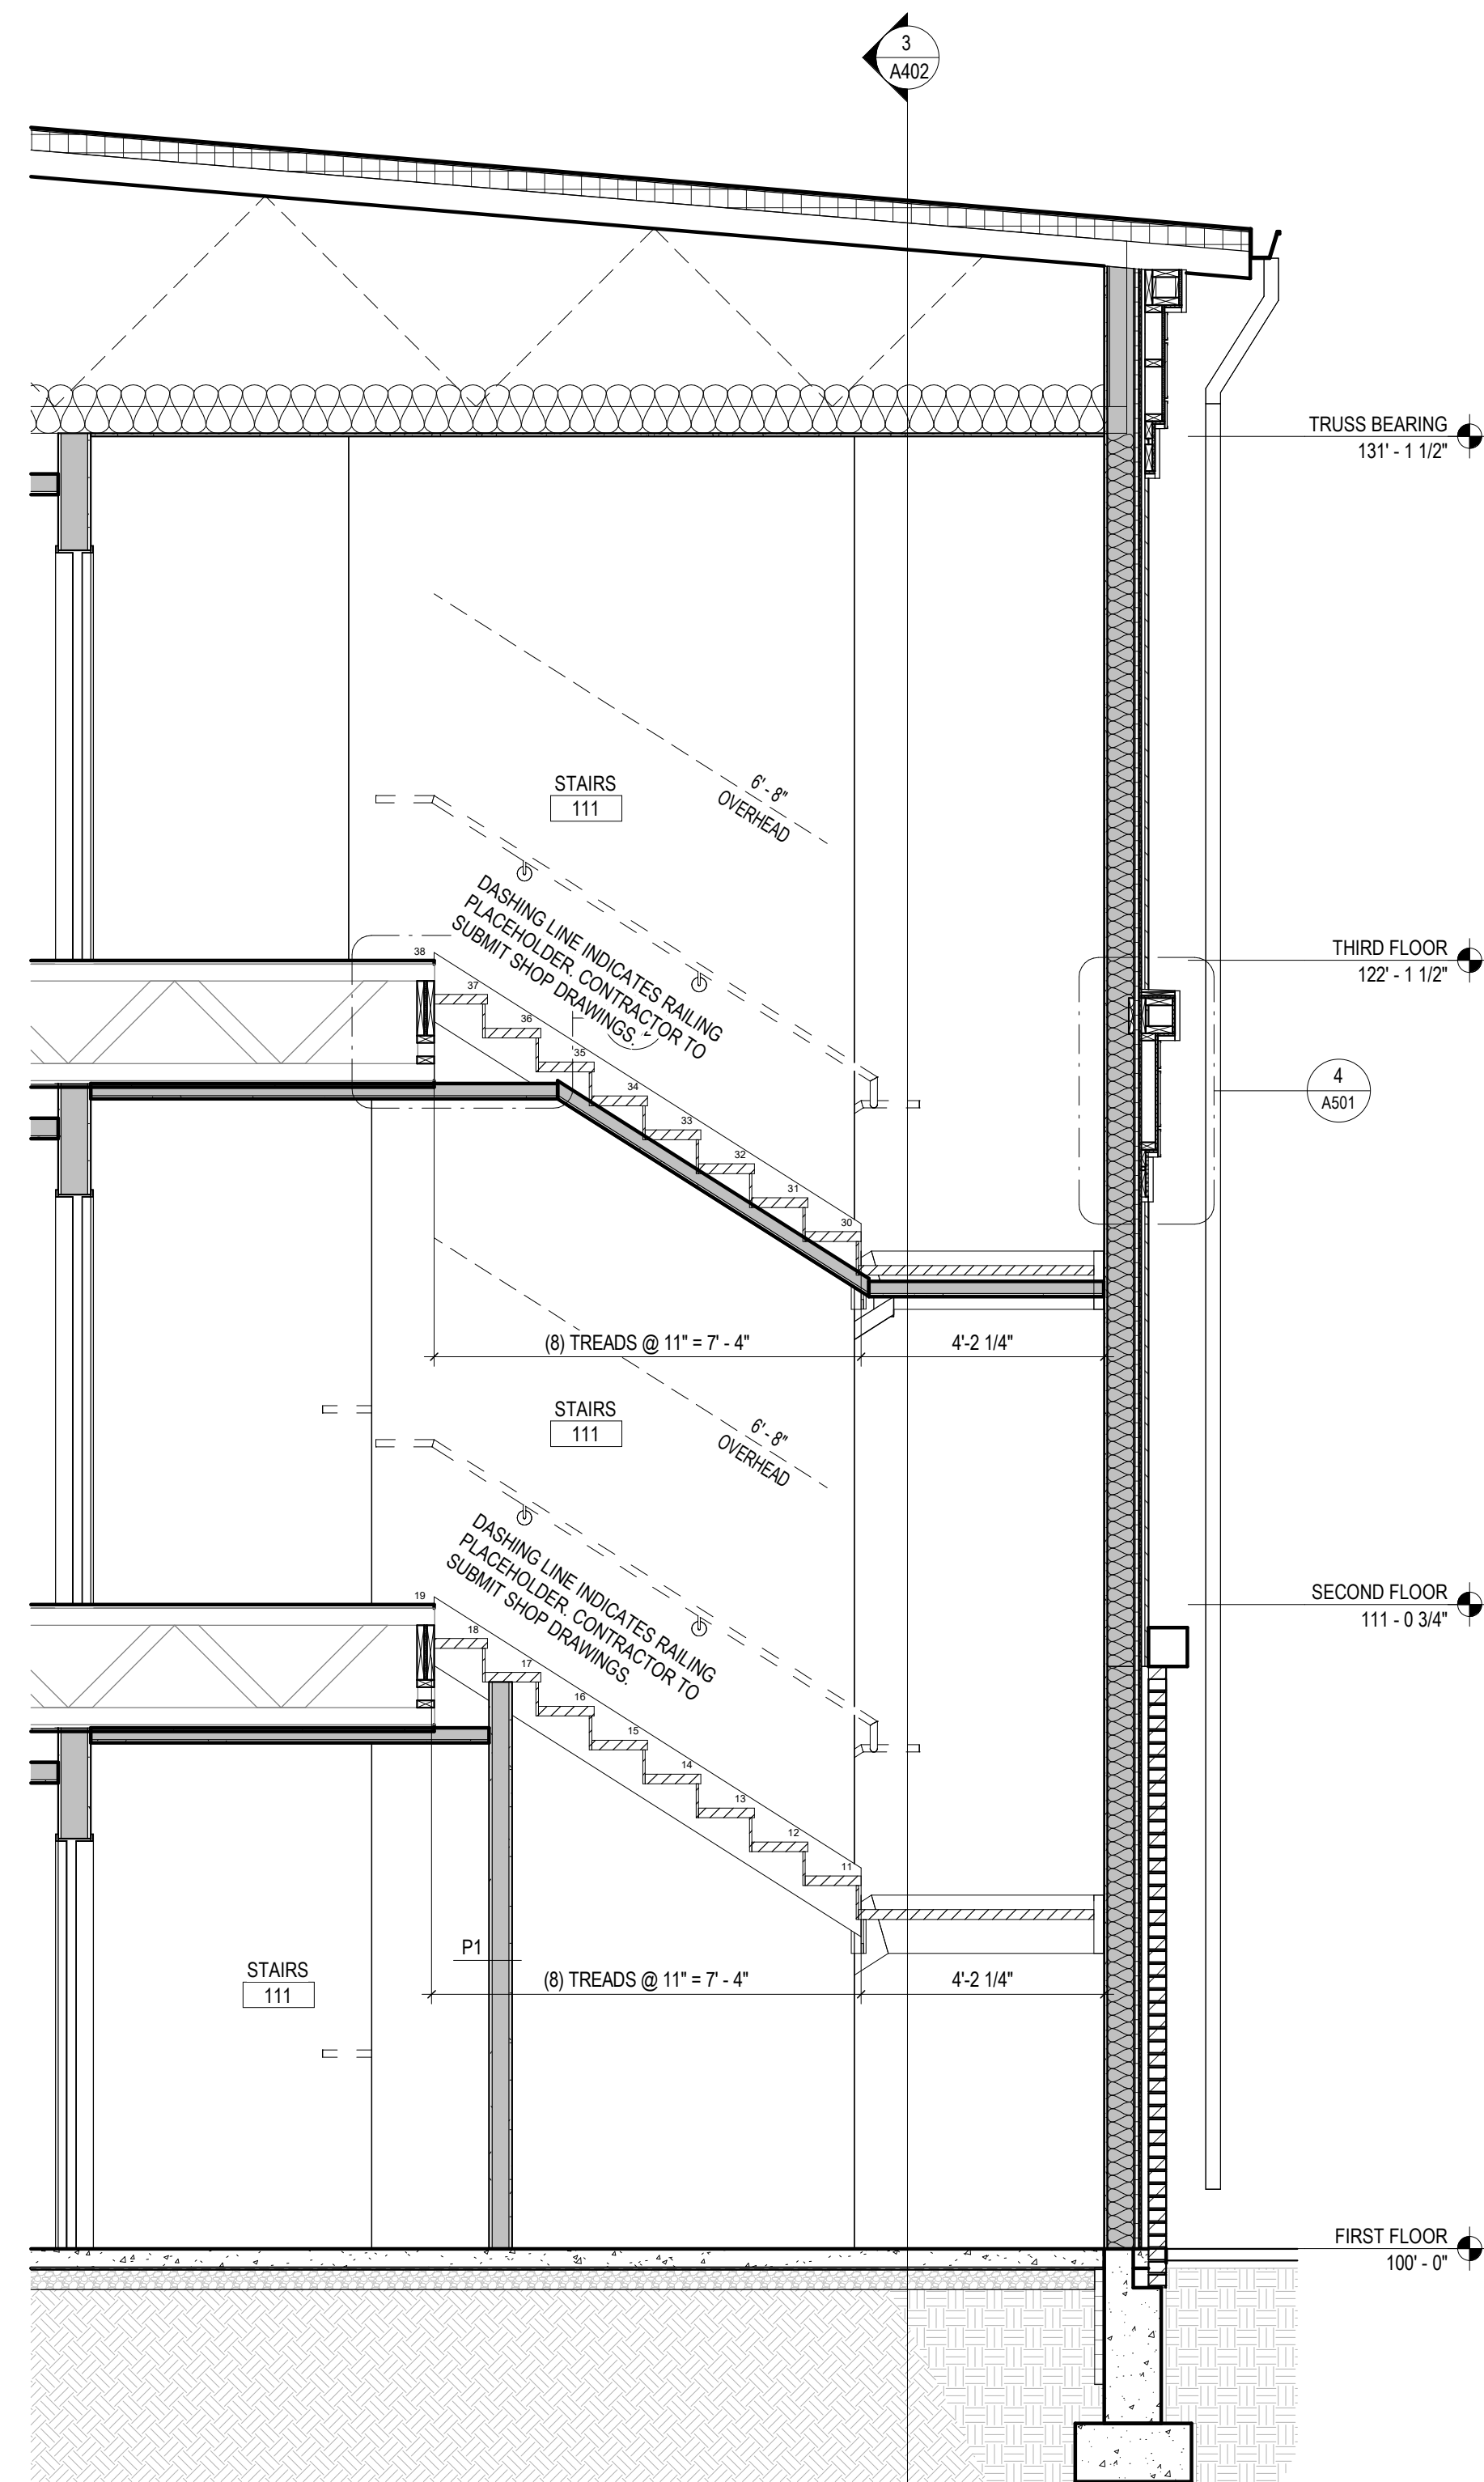 3
A402
TRUSS BEARING
131' - 1 1/2"
STAIRS
111
6'- 8"
OVERHEAD
DASHING LINE INDICATES RAILING
PLACEHOLDER. CONTRACTOR TO
SUBMIT SHOP DRAWINGS.
THIRD FLOOR
122' - 1 1/2"
38
37
36
35
34
33
32
31
30
4
A501
(8) TREADS @ 11" = 7' - 4"
4'-2 1/4"
STAIRS
111
6'- 8"
OVERHEAD
DASHING LINE INDICATES RAILING
PLACEHOLDER. CONTRACTOR TO
SUBMIT SHOP DRAWINGS.
SECOND FLOOR
111 - 0 3/4"
19
18
17
16
15
14
13
12
11
P1
STAIRS
111
(8) TREADS @ 11" = 7' - 4"
4'-2 1/4"
FIRST FLOOR
100' - 0"